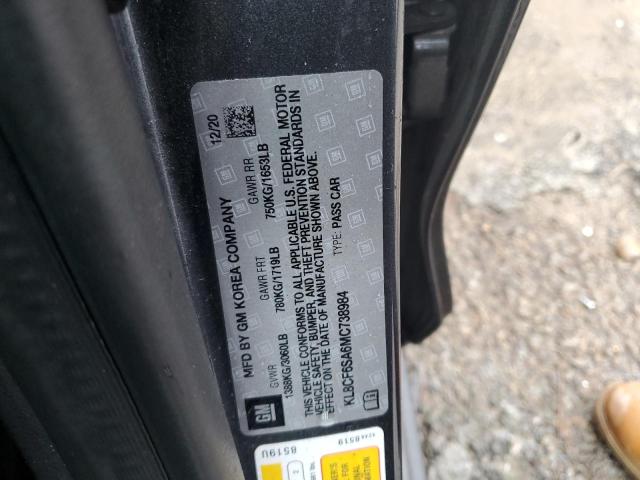 MFD BY GM KOREA COMPANY 12/20
GVWR GAWR FRT GAWR RR
1388KG/3060LB 780KG/1719LB 750KG/1653LB
THIS VEHICLE CONFORMS TO ALL APPLICABLE U.S. FEDERAL MOTOR
VEHICLE SAFETY, BUMPER, AND THEFT PREVENTION STANDARDS IN
EFFECT ON THE DATE OF MANUFACTURE SHOWN ABOVE.
KL8CF6SA6MC738984 TYPE: PASS CAR
GM
8519U